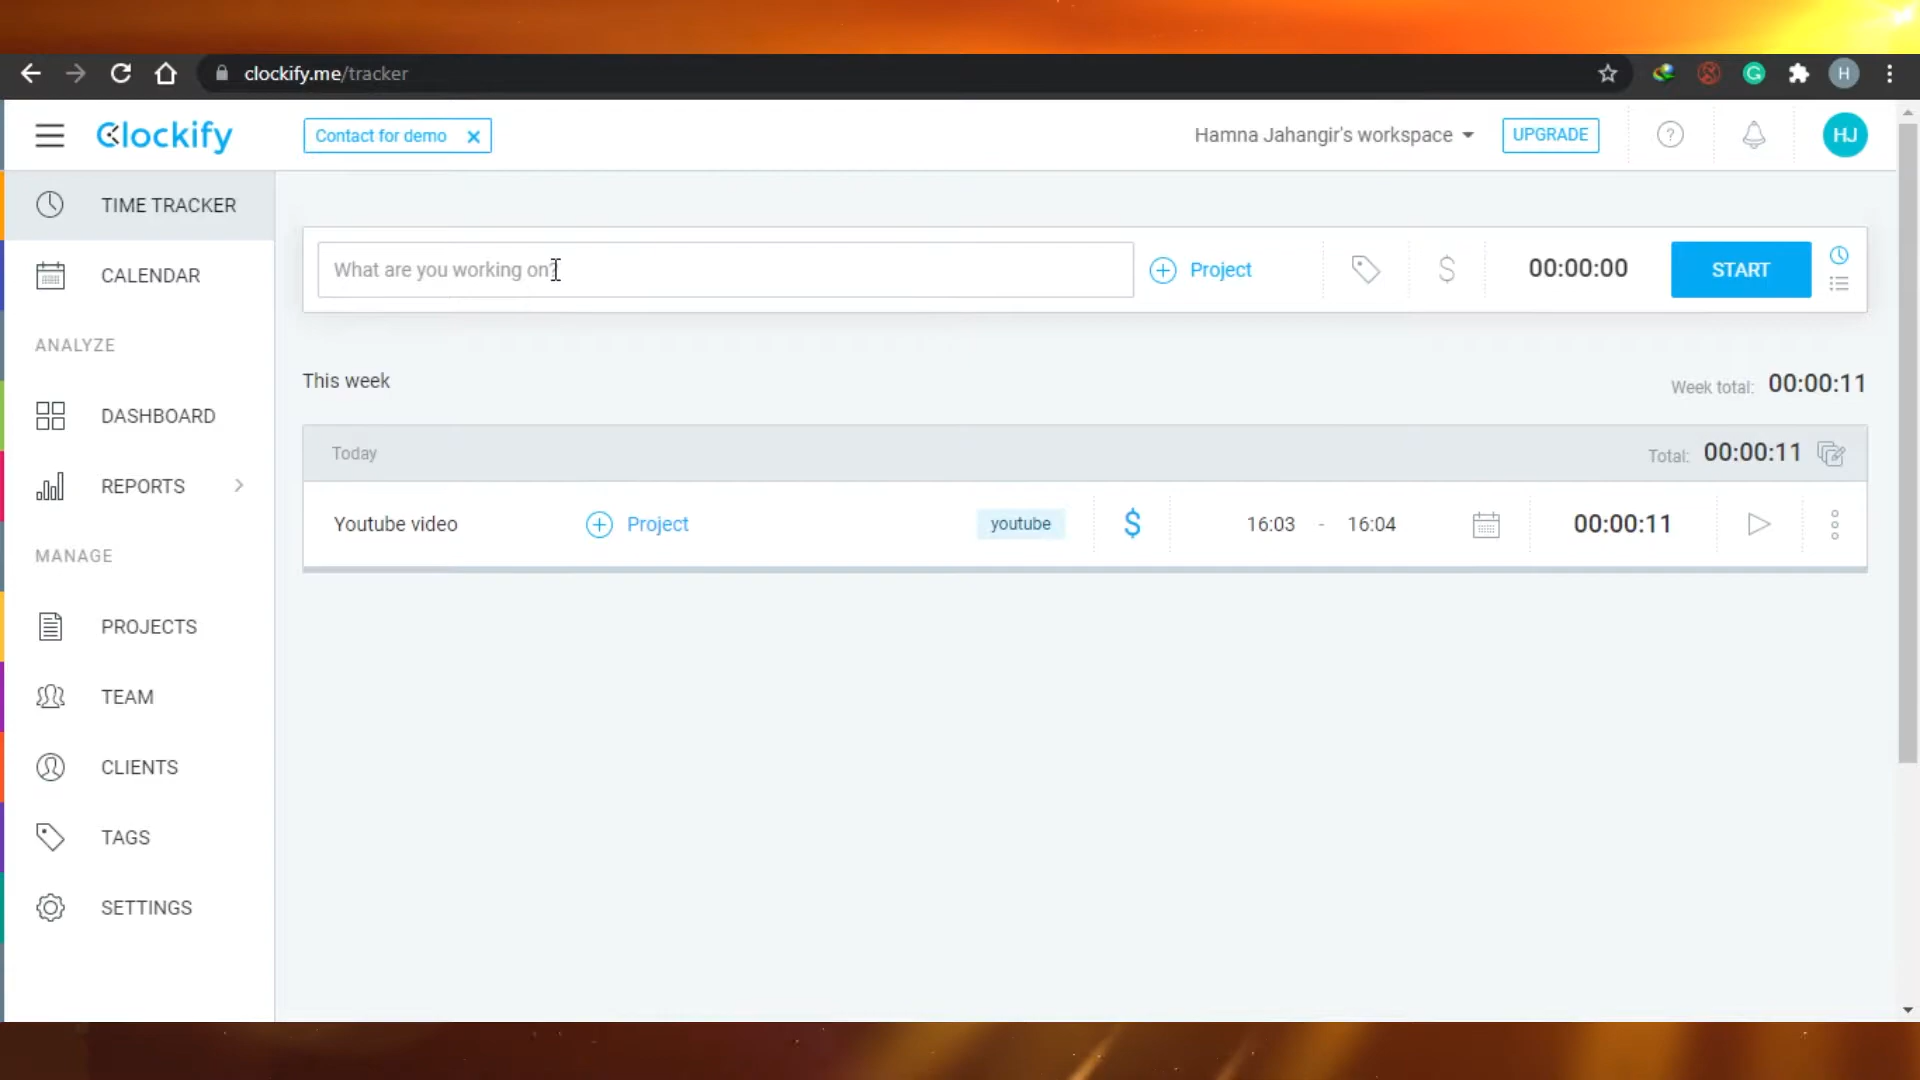 clockify.me/tracker
H
Clockify
Contact for demo
Hamna Jahangir's workspace
UPGRADE
?
HJ
TIME TRACKER
What are you working on?
Project
$
00:00:00
START
CALENDAR
ANALYZE
This week
Week total: 00:00:11
DASHBOARD
Today
Total: 00:00:11
REPORTS
Youtube video
Project
youtube
$
16:03 - 16:04
00:00:11
MANAGE
PROJECTS
TEAM
CLIENTS
TAGS
SETTINGS